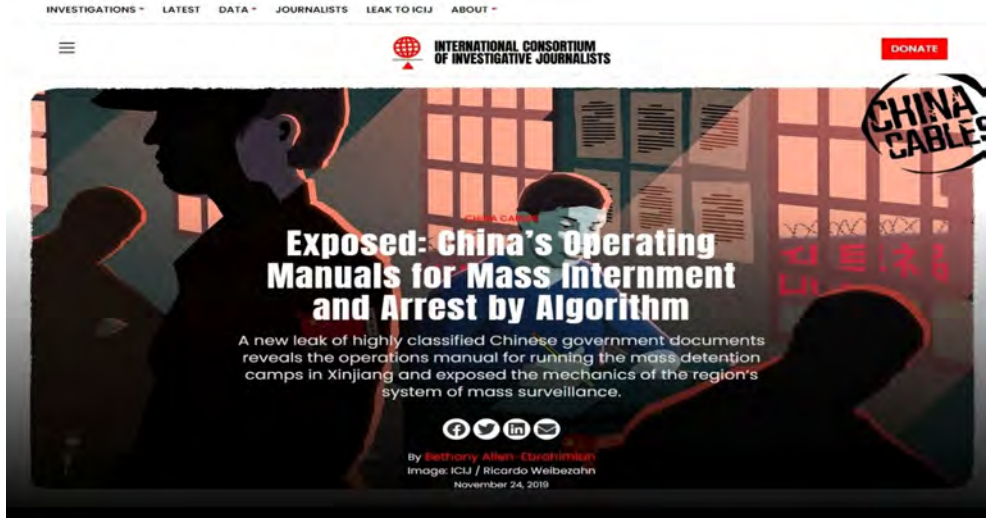 INVESTIGATIONS LATEST DATA JOURNALISTS LEAK TO ICIJ ABOUT
INTERNATIONAL CONSORTIUM
OF INVESTIGATIVE JOURNALISTS
DONATE
CHINA
CABLES
CHINA CABLES
Exposed: China's Operating
Manuals for Mass Internment
and Arrest by Algorithm
A new leak of highly classified Chinese government documents
reveals the operations manual for running the mass detention
camps in Xinjiang and exposed the mechanics of the region's
system of mass surveillance.
By Bethany Allen-Ebrahimian
Image: ICIJ / Ricardo Weibezahn
November 24, 2019